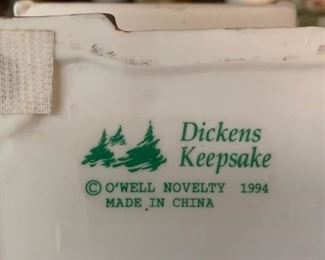 Dickens
Keepsake
© O'WELL NOVELTY 1994
MADE IN CHINA